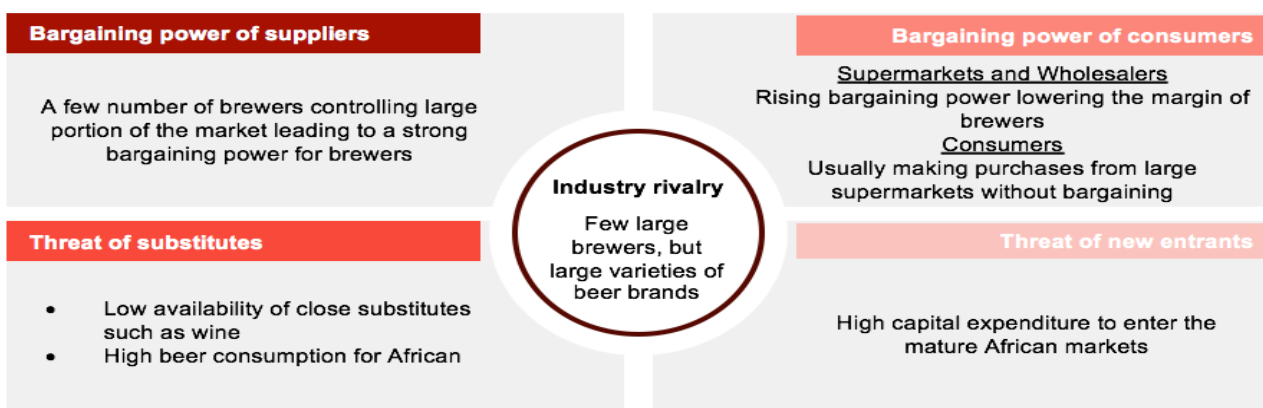 Bargaining power of suppliers
A few number of brewers controlling large
portion of the market leading to a strong
bargaining power for brewers
Bargaining power of consumers
Supermarkets and Wholesalers
Rising bargaining power lowering the margin of
brewers
Consumers
Usually making purchases from large
supermarkets without bargaining
Industry rivalry
Few large
brewers, but
large varieties of
beer brands
Threat of substitutes
• Low availability of close substitutes
such as wine
• High beer consumption for African
Threat of new entrants
High capital expenditure to enter the
mature African markets